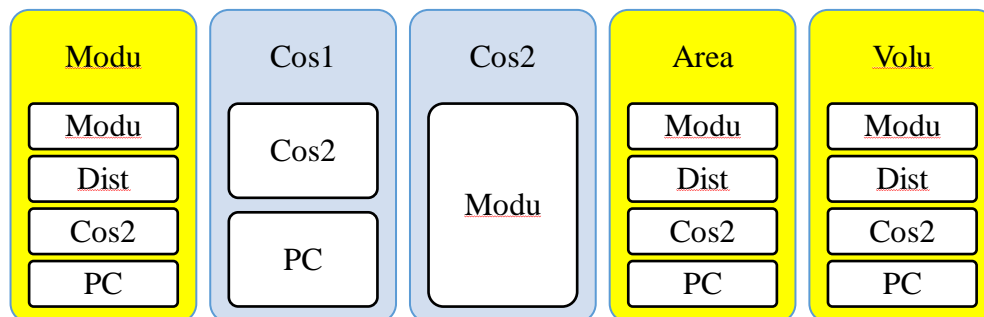 Modu
Modu
Dist
Cos2
PC
Cos1
Cos2
PC
Cos2
Modu
Area
Modu
Dist
Cos2
PC
Volu
Modu
Dist
Cos2
PC